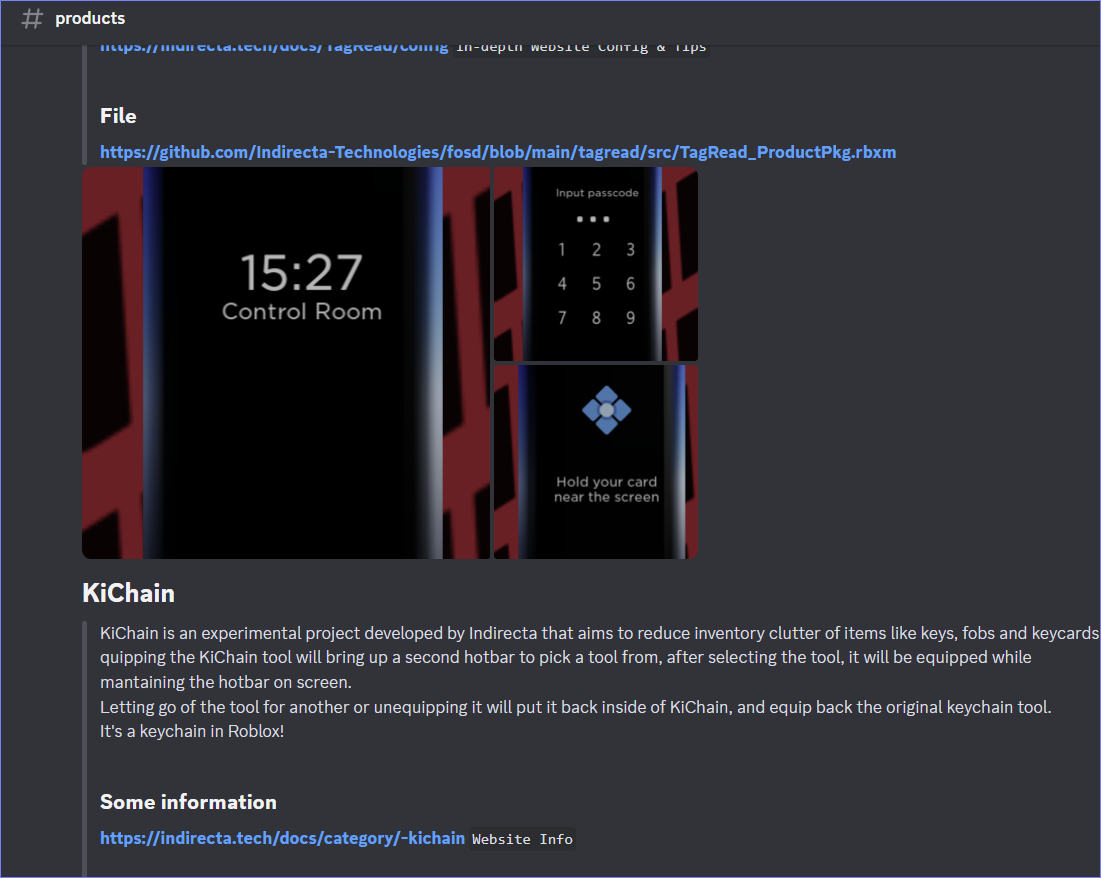 # products
https://indirecta.tech/docs/TagRead/config In-depth Website Config & Tips
File
https://github.com/Indirecta-Technologies/fosd/blob/main/tagread/src/TagRead_ProductPkg.rbxm
15:27
Control Room
Input passcode
1 2 3
4 5 6
7 8 9
Hold your card
near the screen
KiChain
KiChain is an experimental project developed by Indirecta that aims to reduce inventory clutter of items like keys, fobs and keycards
quipping the KiChain tool will bring up a second hotbar to pick a tool from, after selecting the tool, it will be equipped while
mantaining the hotbar on screen.
Letting go of the tool for another or unequipping it will put it back inside of KiChain, and equip back the original keychain tool.
It's a keychain in Roblox!
Some information
https://indirecta.tech/docs/category/-kichain Website Info